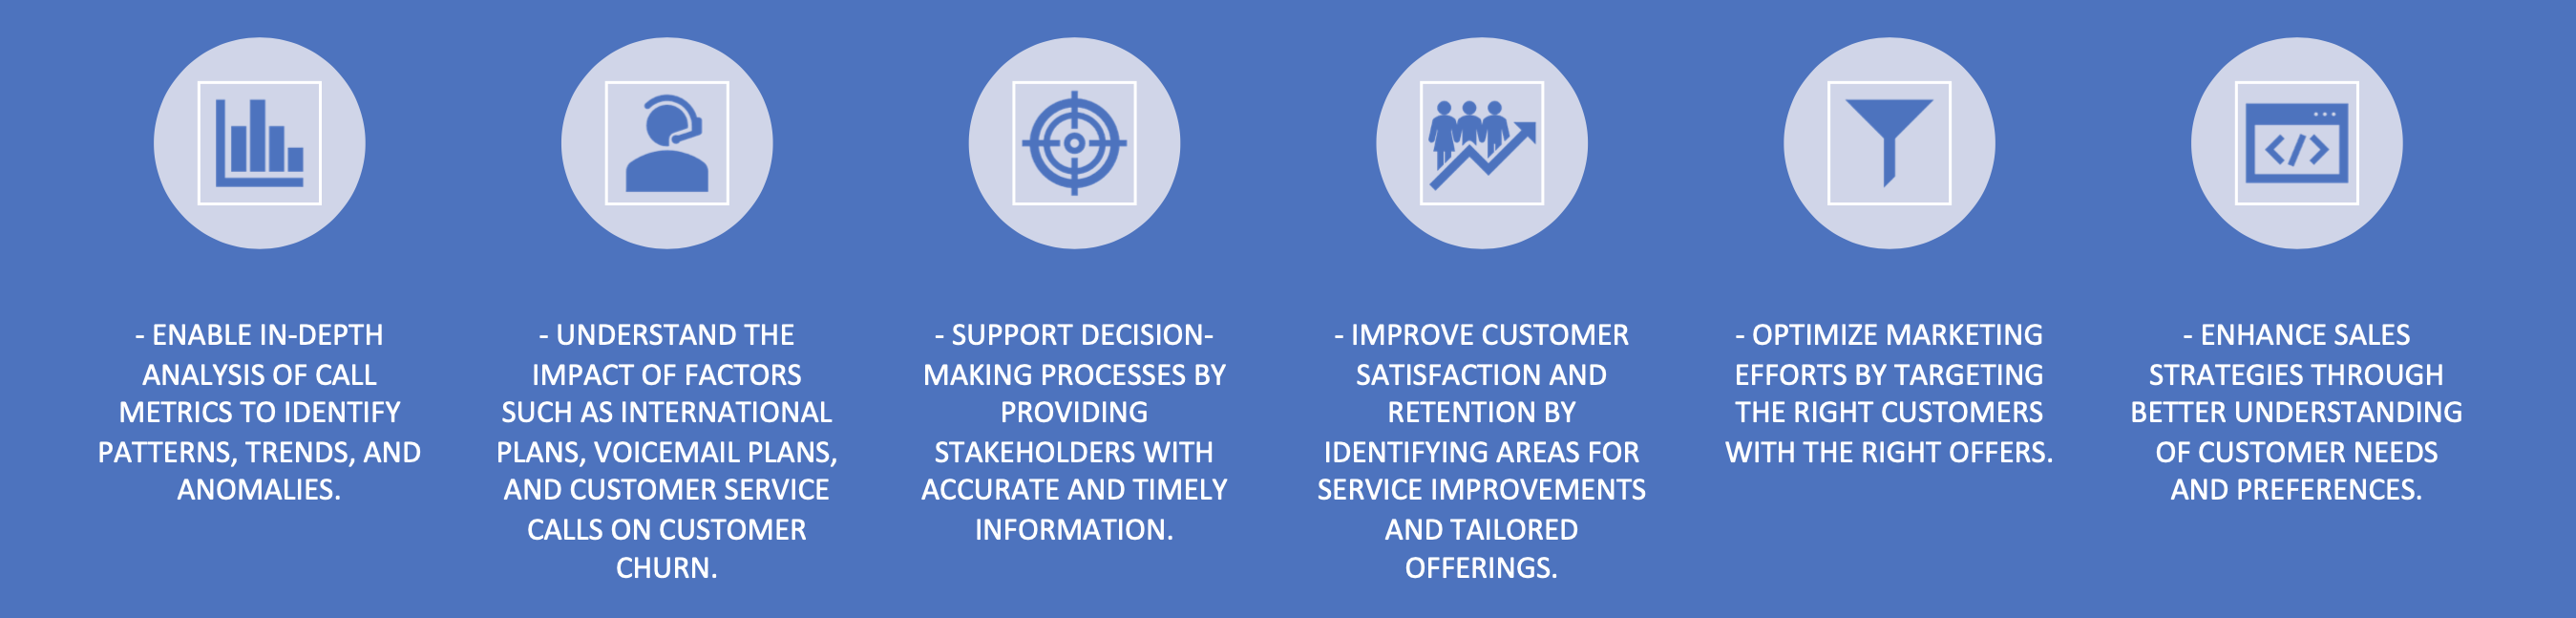 - ENABLE IN-DEPTH
ANALYSIS OF CALL
METRICS TO IDENTIFY
PATTERNS, TRENDS, AND
ANOMALIES.
- UNDERSTAND THE
IMPACT OF FACTORS
SUCH AS INTERNATIONAL
PLANS, VOICEMAIL PLANS,
AND CUSTOMER SERVICE
CALLS ON CUSTOMER
CHURN.
- SUPPORT DECISION-
MAKING PROCESSES BY
PROVIDING
STAKEHOLDERS WITH
ACCURATE AND TIMELY
INFORMATION.
- IMPROVE CUSTOMER
SATISFACTION AND
RETENTION BY
IDENTIFYING AREAS FOR
SERVICE IMPROVEMENTS
AND TAILORED
OFFERINGS.
- OPTIMIZE MARKETING
EFFORTS BY TARGETING
THE RIGHT CUSTOMERS
WITH THE RIGHT OFFERS.
- ENHANCE SALES
STRATEGIES THROUGH
BETTER UNDERSTANDING
OF CUSTOMER NEEDS
AND PREFERENCES.